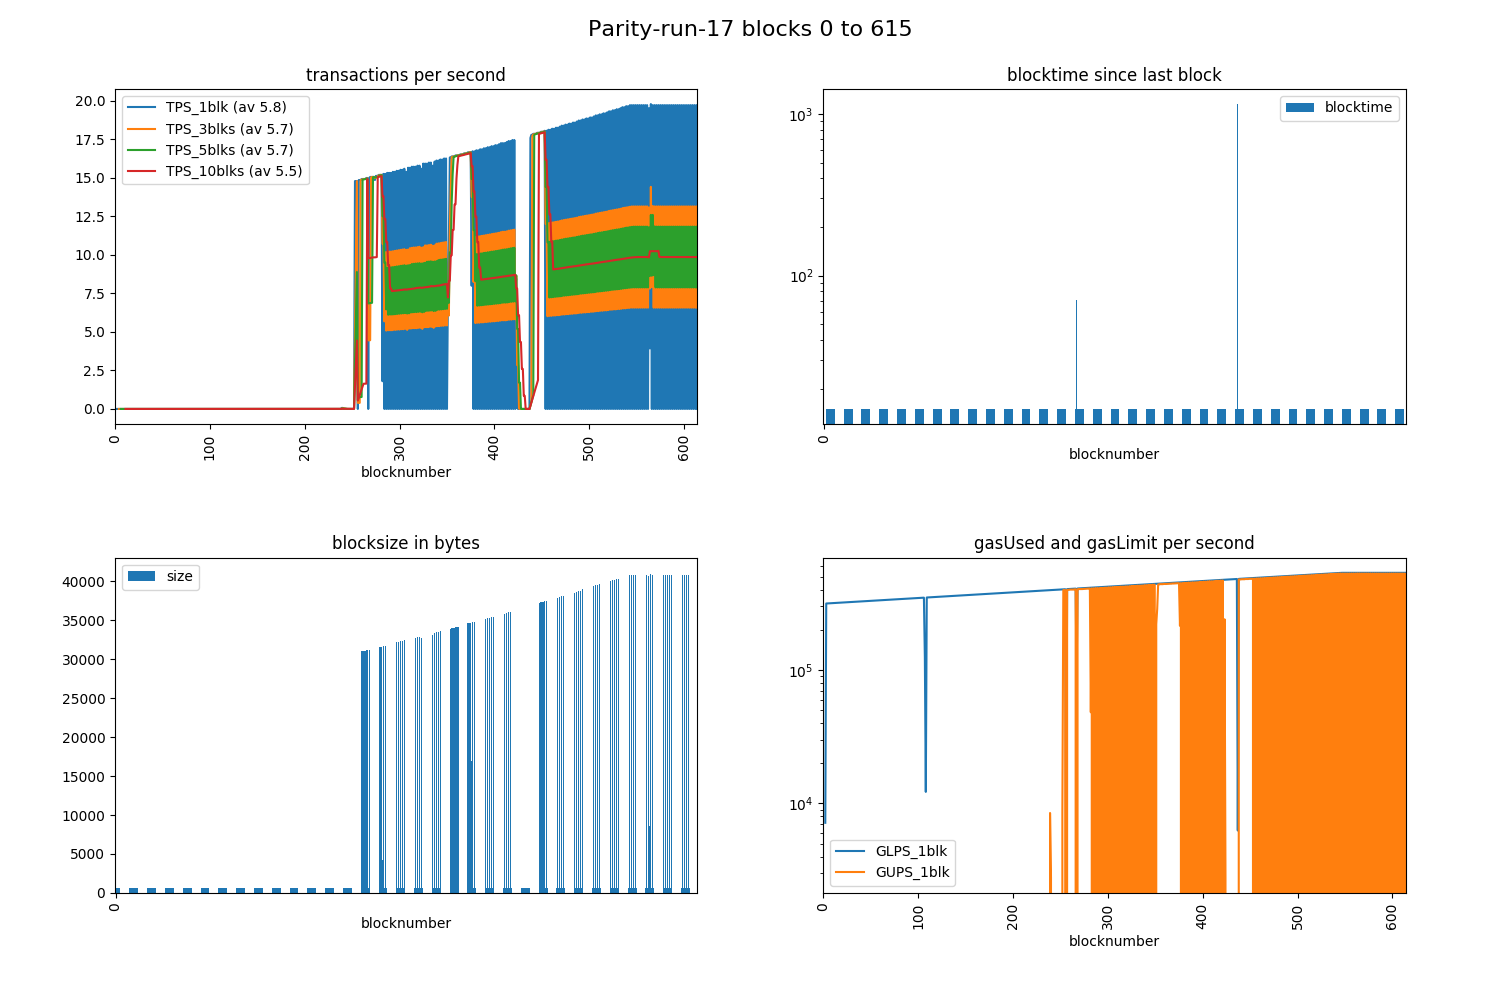 Parity-run-17 blocks 0 to 615
transactions per second
20.0
17.5
15.0
12.5
10.0
7.5
5.0
2.5
0.0
TPS_1blk (av 5.8)
TPS_3blks (av 5.7)
TPS_5blks (av 5.7)
TPS_10blks (av 5.5)
0 100 200 300 400 500 600
blocknumber
blocktime since last block
10³
10²
blocktime
0
blocknumber
blocksize in bytes
40000
35000
30000
25000
20000
15000
10000
5000
0
size
0
blocknumber
gasUsed and gasLimit per second
10⁵
10⁴
GLPS_1blk
GUPS_1blk
0 100 200 300 400 500 600
blocknumber